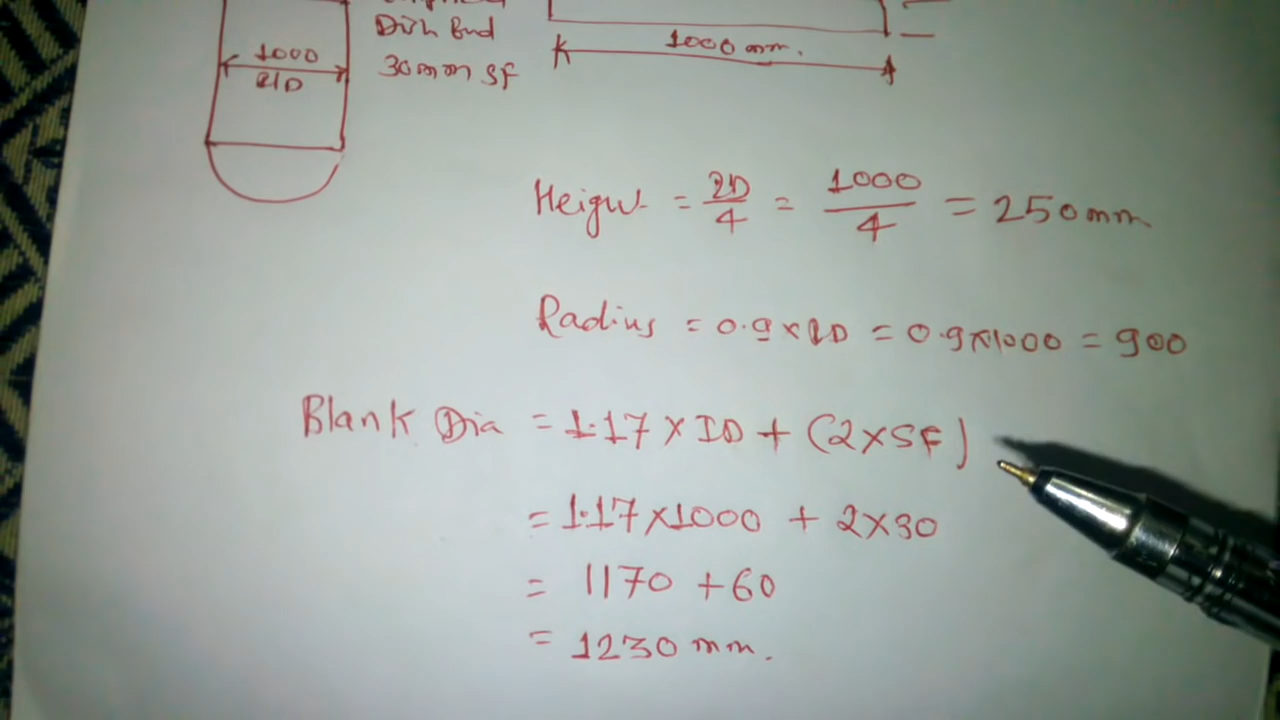 Dish End
30mm SF
1000
ID
1000 mm.
Height = ID/4 = 1000/4 = 250mm
Radius = 0.9 × ID = 0.9×1000 = 900
Blank Dia = 1.17 × ID + (2×SF)
= 1.17×1000 + 2×30
= 1170 + 60
= 1230 mm.